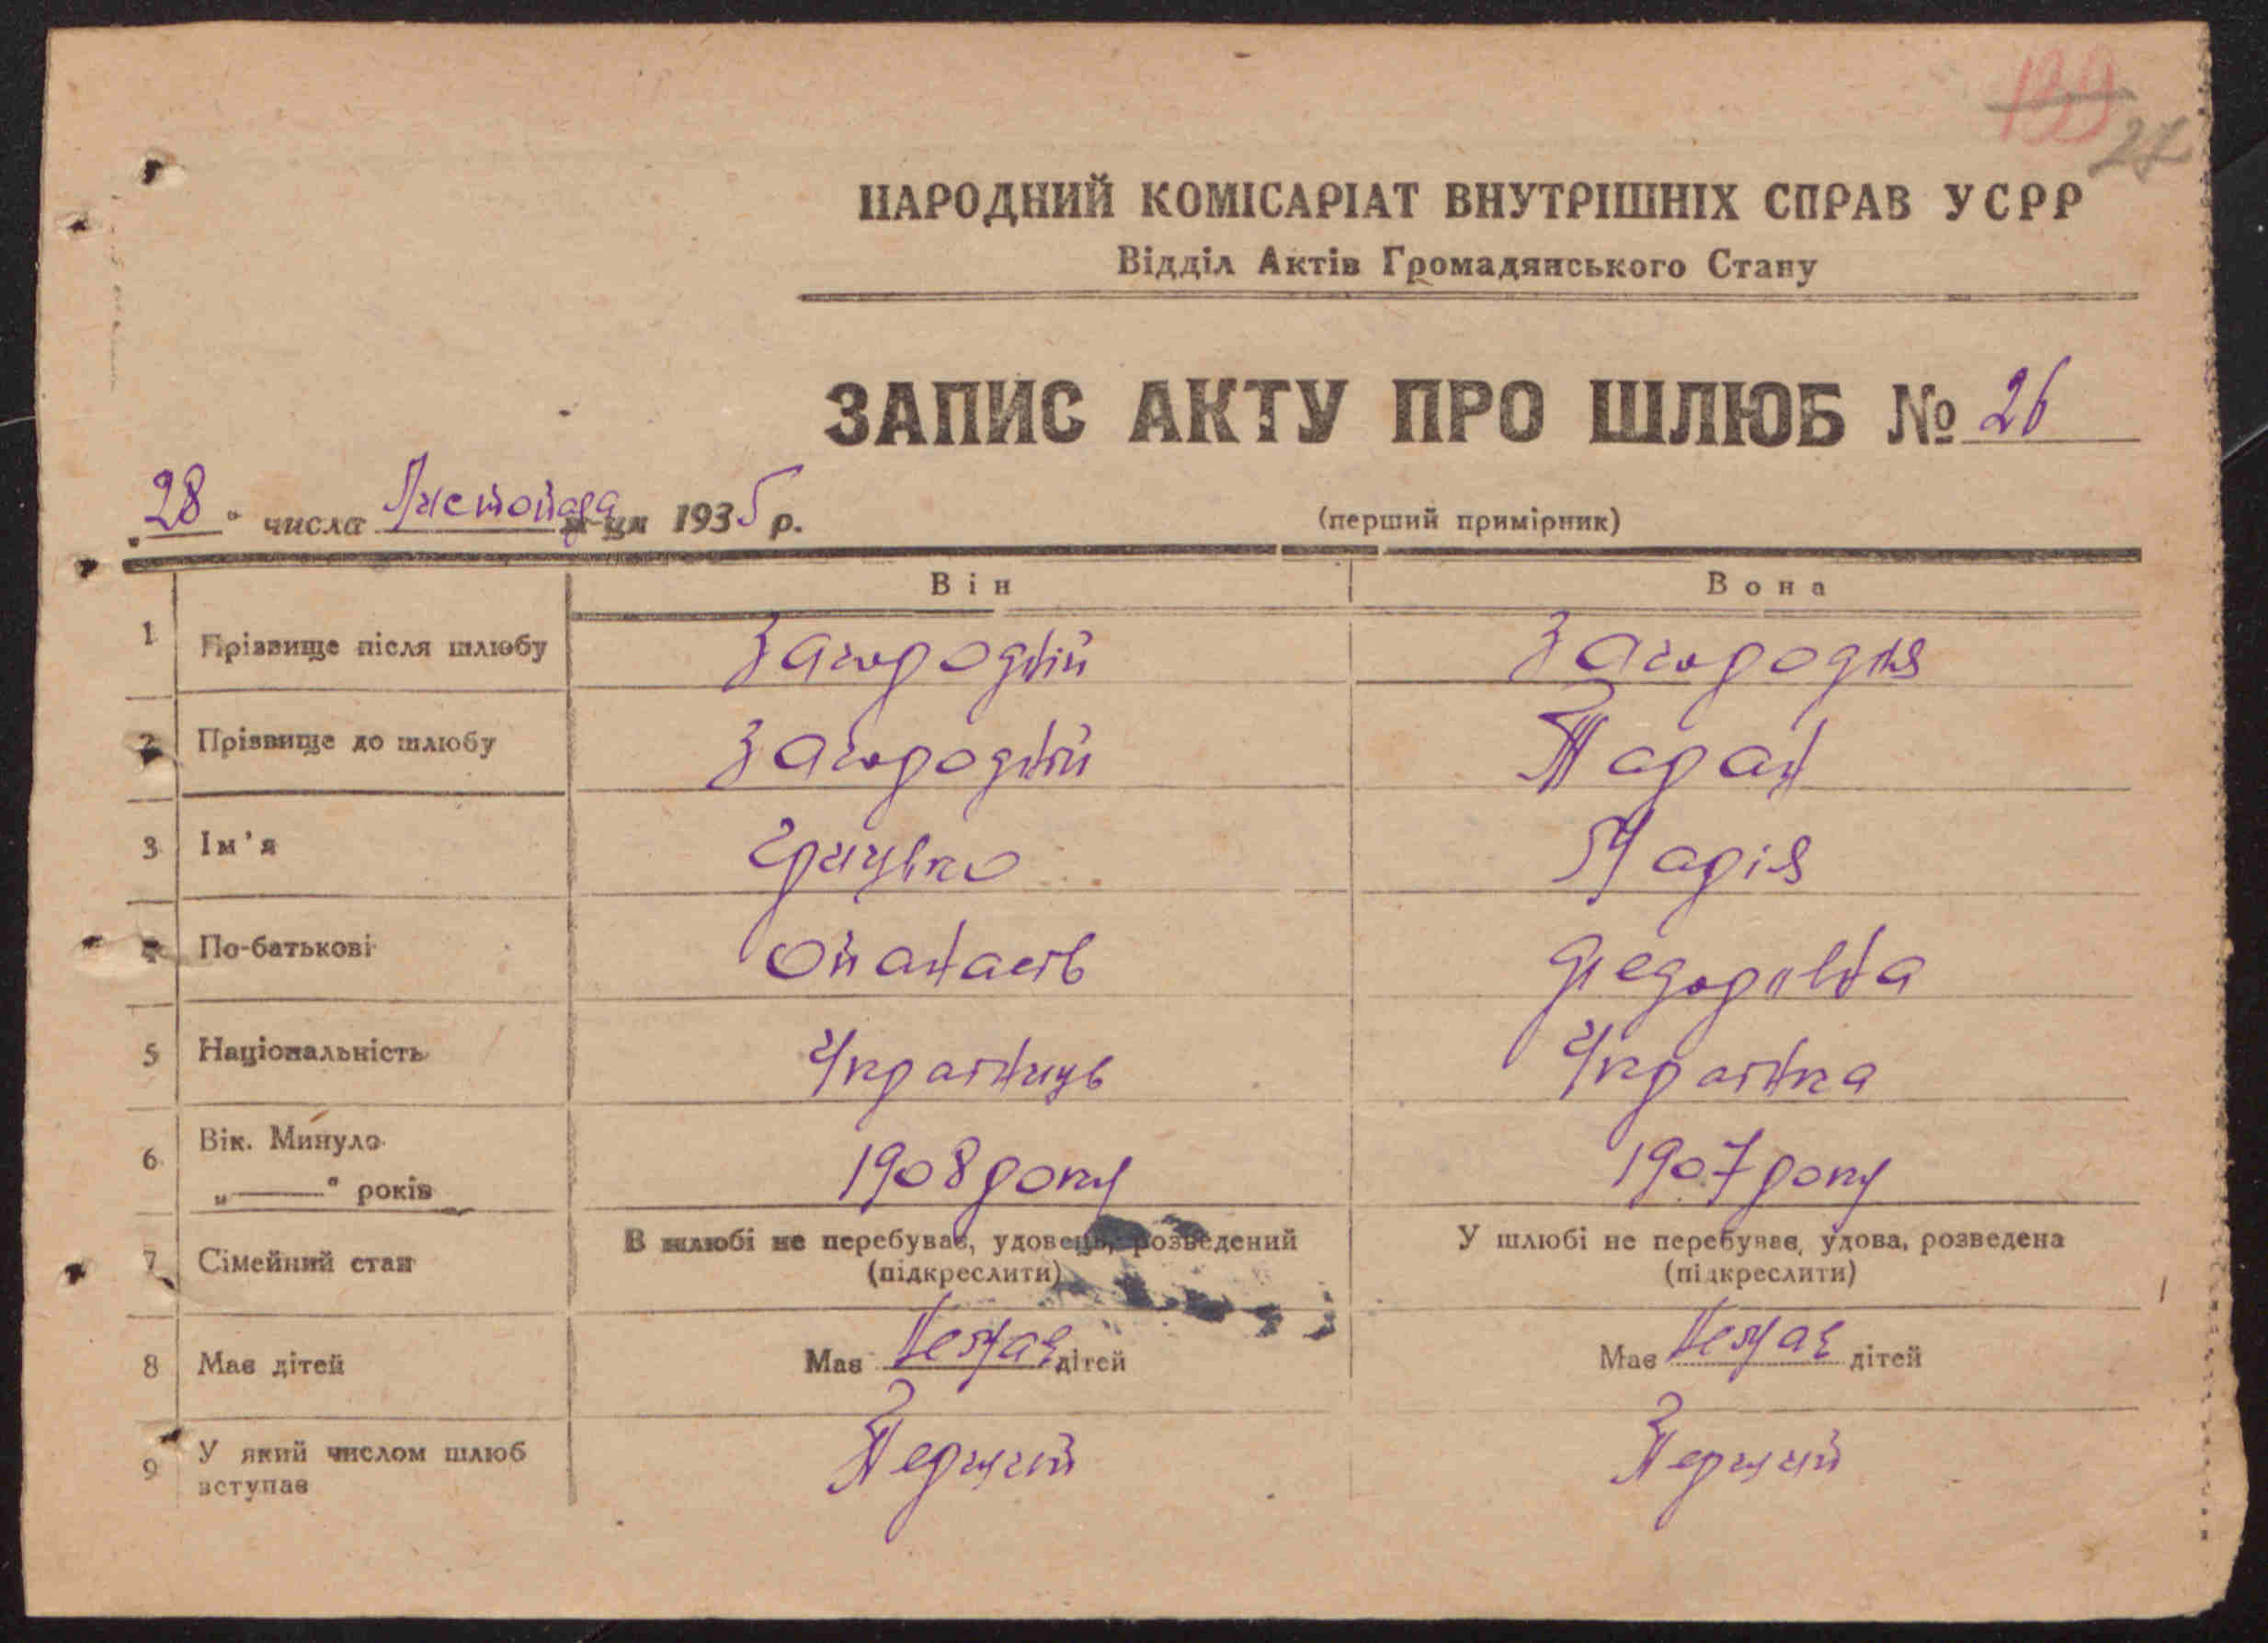 139
27
НАРОДНИЙ КОМІСАРІАТ ВНУТРІШНІХ СПРАВ УСРР
Відділ Актів Громадянського Стану
ЗАПИС АКТУ ПРО ШЛЮБ № 26
„28" числа Листопада м-ця 1935 р.
(перший примірник)
Він Вона
1 Прізвище після шлюбу Загородній Загородня
2 Прізвище до шлюбу Загородній Таран
3 Ім'я Грицько Марія
4 По-батькові Опанасів Федорівна
5 Національність Українць Українка
6 Вік. Минуло
„——" років 1908 року 1907 року
7 Сімейний стан В шлюбі не перебуває, удовець, розведений У шлюбі не перебуває, удова, розведена
(підкреслити) (підкреслити)
8 Має дітей Має Немає дітей Має Немає дітей
9 У який числом шлюб
вступає Перший Перший